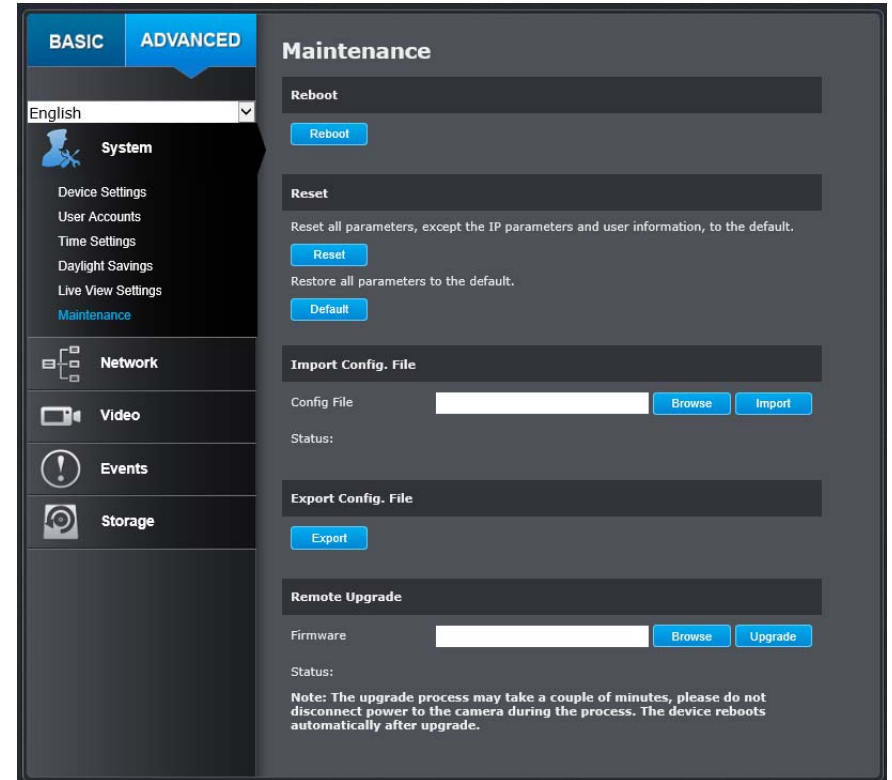 BASIC
ADVANCED
English
System
Device Settings
User Accounts
Time Settings
Daylight Savings
Live View Settings
Maintenance
Network
Video
Events
Storage
Maintenance
Reboot
Reboot
Reset
Reset all parameters, except the IP parameters and user information, to the default.
Reset
Restore all parameters to the default.
Default
Import Config. File
Config File
Browse
Import
Status:
Export Config. File
Export
Remote Upgrade
Firmware
Browse
Upgrade
Status:
Note: The upgrade process may take a couple of minutes, please do not
disconnect power to the camera during the process. The device reboots
automatically after upgrade.